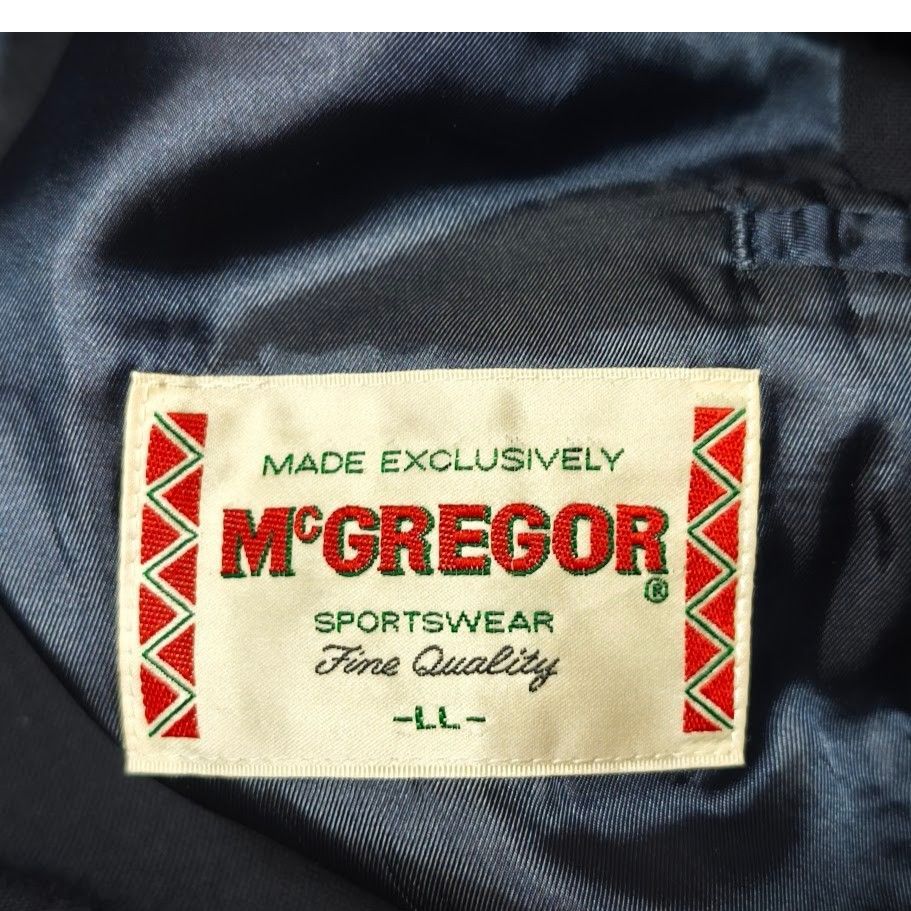 MADE EXCLUSIVELY
McGREGOR
®
SPORTSWEAR
Fine Quality
-LL-